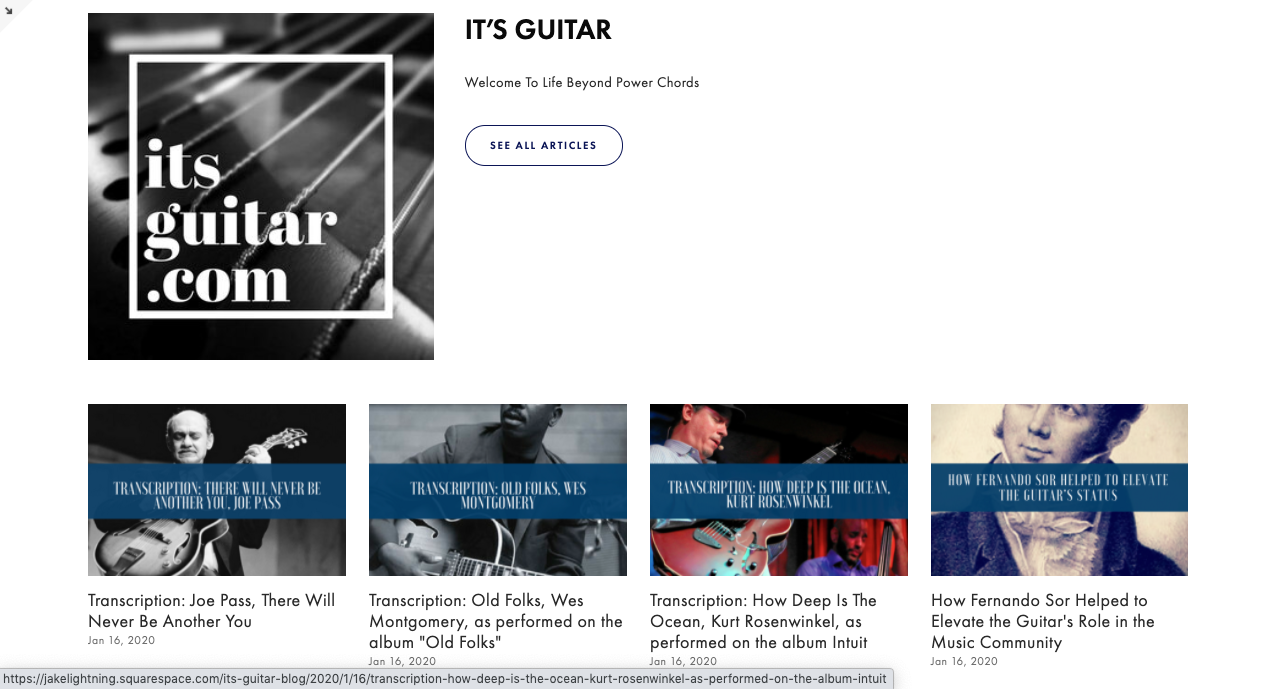 its
guitar
.com
IT’S GUITAR
Welcome To Life Beyond Power Chords
SEE ALL ARTICLES
TRANSCRIPTION: THERE WILL NEVER BE
ANOTHER YOU, JOE PASS
Transcription: Joe Pass, There Will
Never Be Another You
Jan 16, 2020
TRANSCRIPTION: OLD FOLKS, WES
MONTGOMERY
Transcription: Old Folks, Wes
Montgomery, as performed on the
album "Old Folks"
Jan 16, 2020
TRANSCRIPTION: HOW DEEP IS THE OCEAN,
KURT ROSENWINKEL
Transcription: How Deep Is The
Ocean, Kurt Rosenwinkel, as
performed on the album Intuit
Jan 16, 2020
HOW FERNANDO SOR HELPED TO ELEVATE
THE GUITAR'S STATUS
How Fernando Sor Helped to
Elevate the Guitar's Role in the
Music Community
Jan 16, 2020
https://jakelightning.squarespace.com/its-guitar-blog/2020/1/16/transcription-how-deep-is-the-ocean-kurt-rosenwinkel-as-performed-on-the-album-intuit